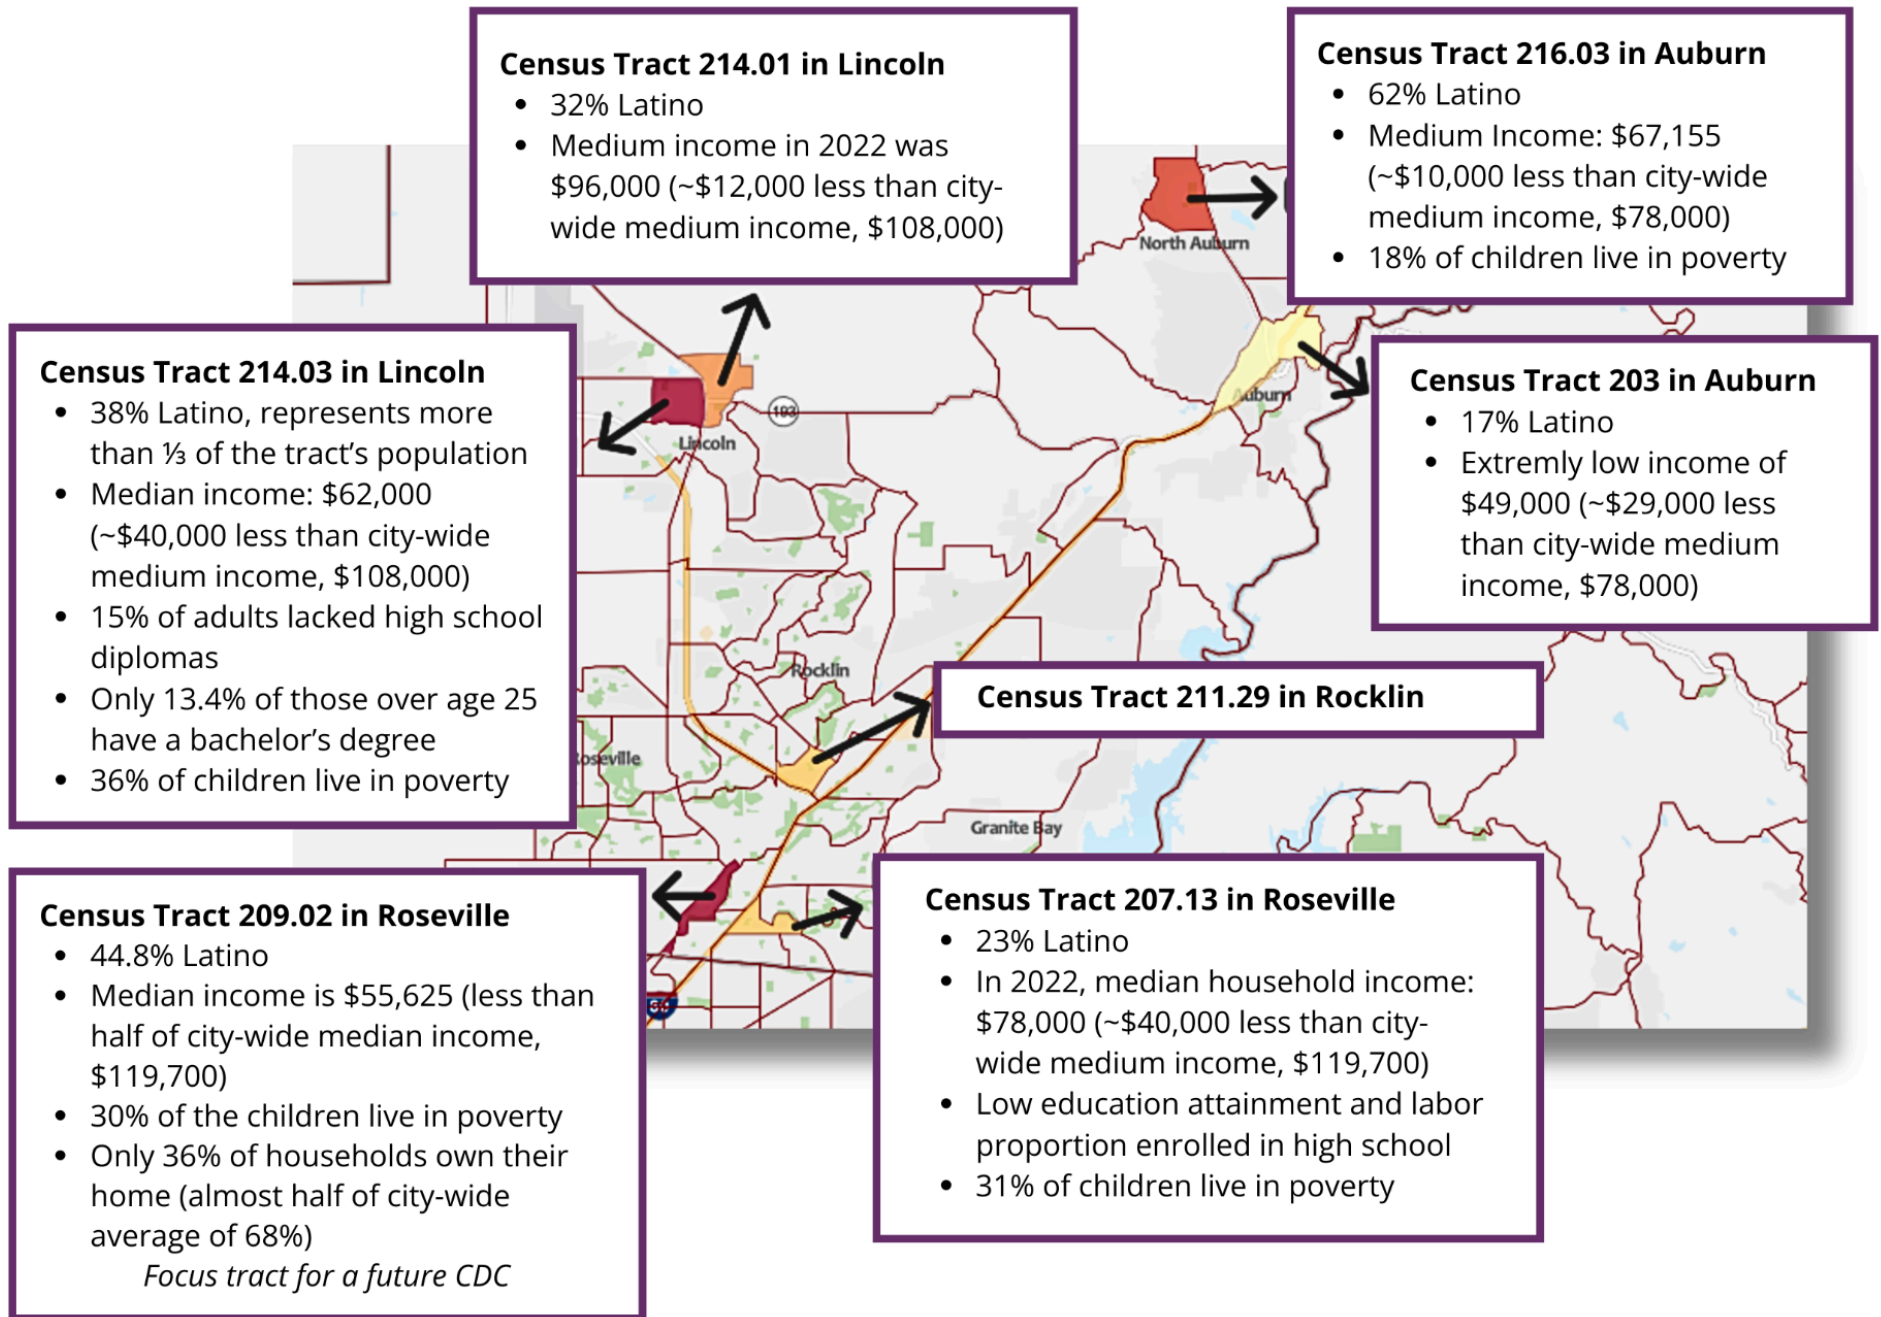 Census Tract 214.01 in Lincoln
• 32% Latino
• Medium income in 2022 was
$96,000 (~$12,000 less than city-
wide medium income, $108,000)
Census Tract 216.03 in Auburn
• 62% Latino
• Medium Income: $67,155
(~$10,000 less than city-wide
medium income, $78,000)
• 18% of children live in poverty
North Auburn
Census Tract 214.03 in Lincoln
• 38% Latino, represents more
than ⅓ of the tract’s population
• Median income: $62,000
(~$40,000 less than city-wide
medium income, $108,000)
• 15% of adults lacked high school
diplomas
• Only 13.4% of those over age 25
have a bachelor’s degree
• 36% of children live in poverty
193
Lincoln
Auburn
Census Tract 203 in Auburn
• 17% Latino
• Extremly low income of
$49,000 (~$29,000 less
than city-wide medium
income, $78,000)
Rocklin
Census Tract 211.29 in Rocklin
Roseville
Granite Bay
Census Tract 209.02 in Roseville
• 44.8% Latino
• Median income is $55,625 (less than
half of city-wide median income,
$119,700)
• 30% of the children live in poverty
• Only 36% of households own their
home (almost half of city-wide
average of 68%)
Focus tract for a future CDC
80
Census Tract 207.13 in Roseville
• 23% Latino
• In 2022, median household income:
$78,000 (~$40,000 less than city-
wide medium income, $119,700)
• Low education attainment and labor
proportion enrolled in high school
• 31% of children live in poverty